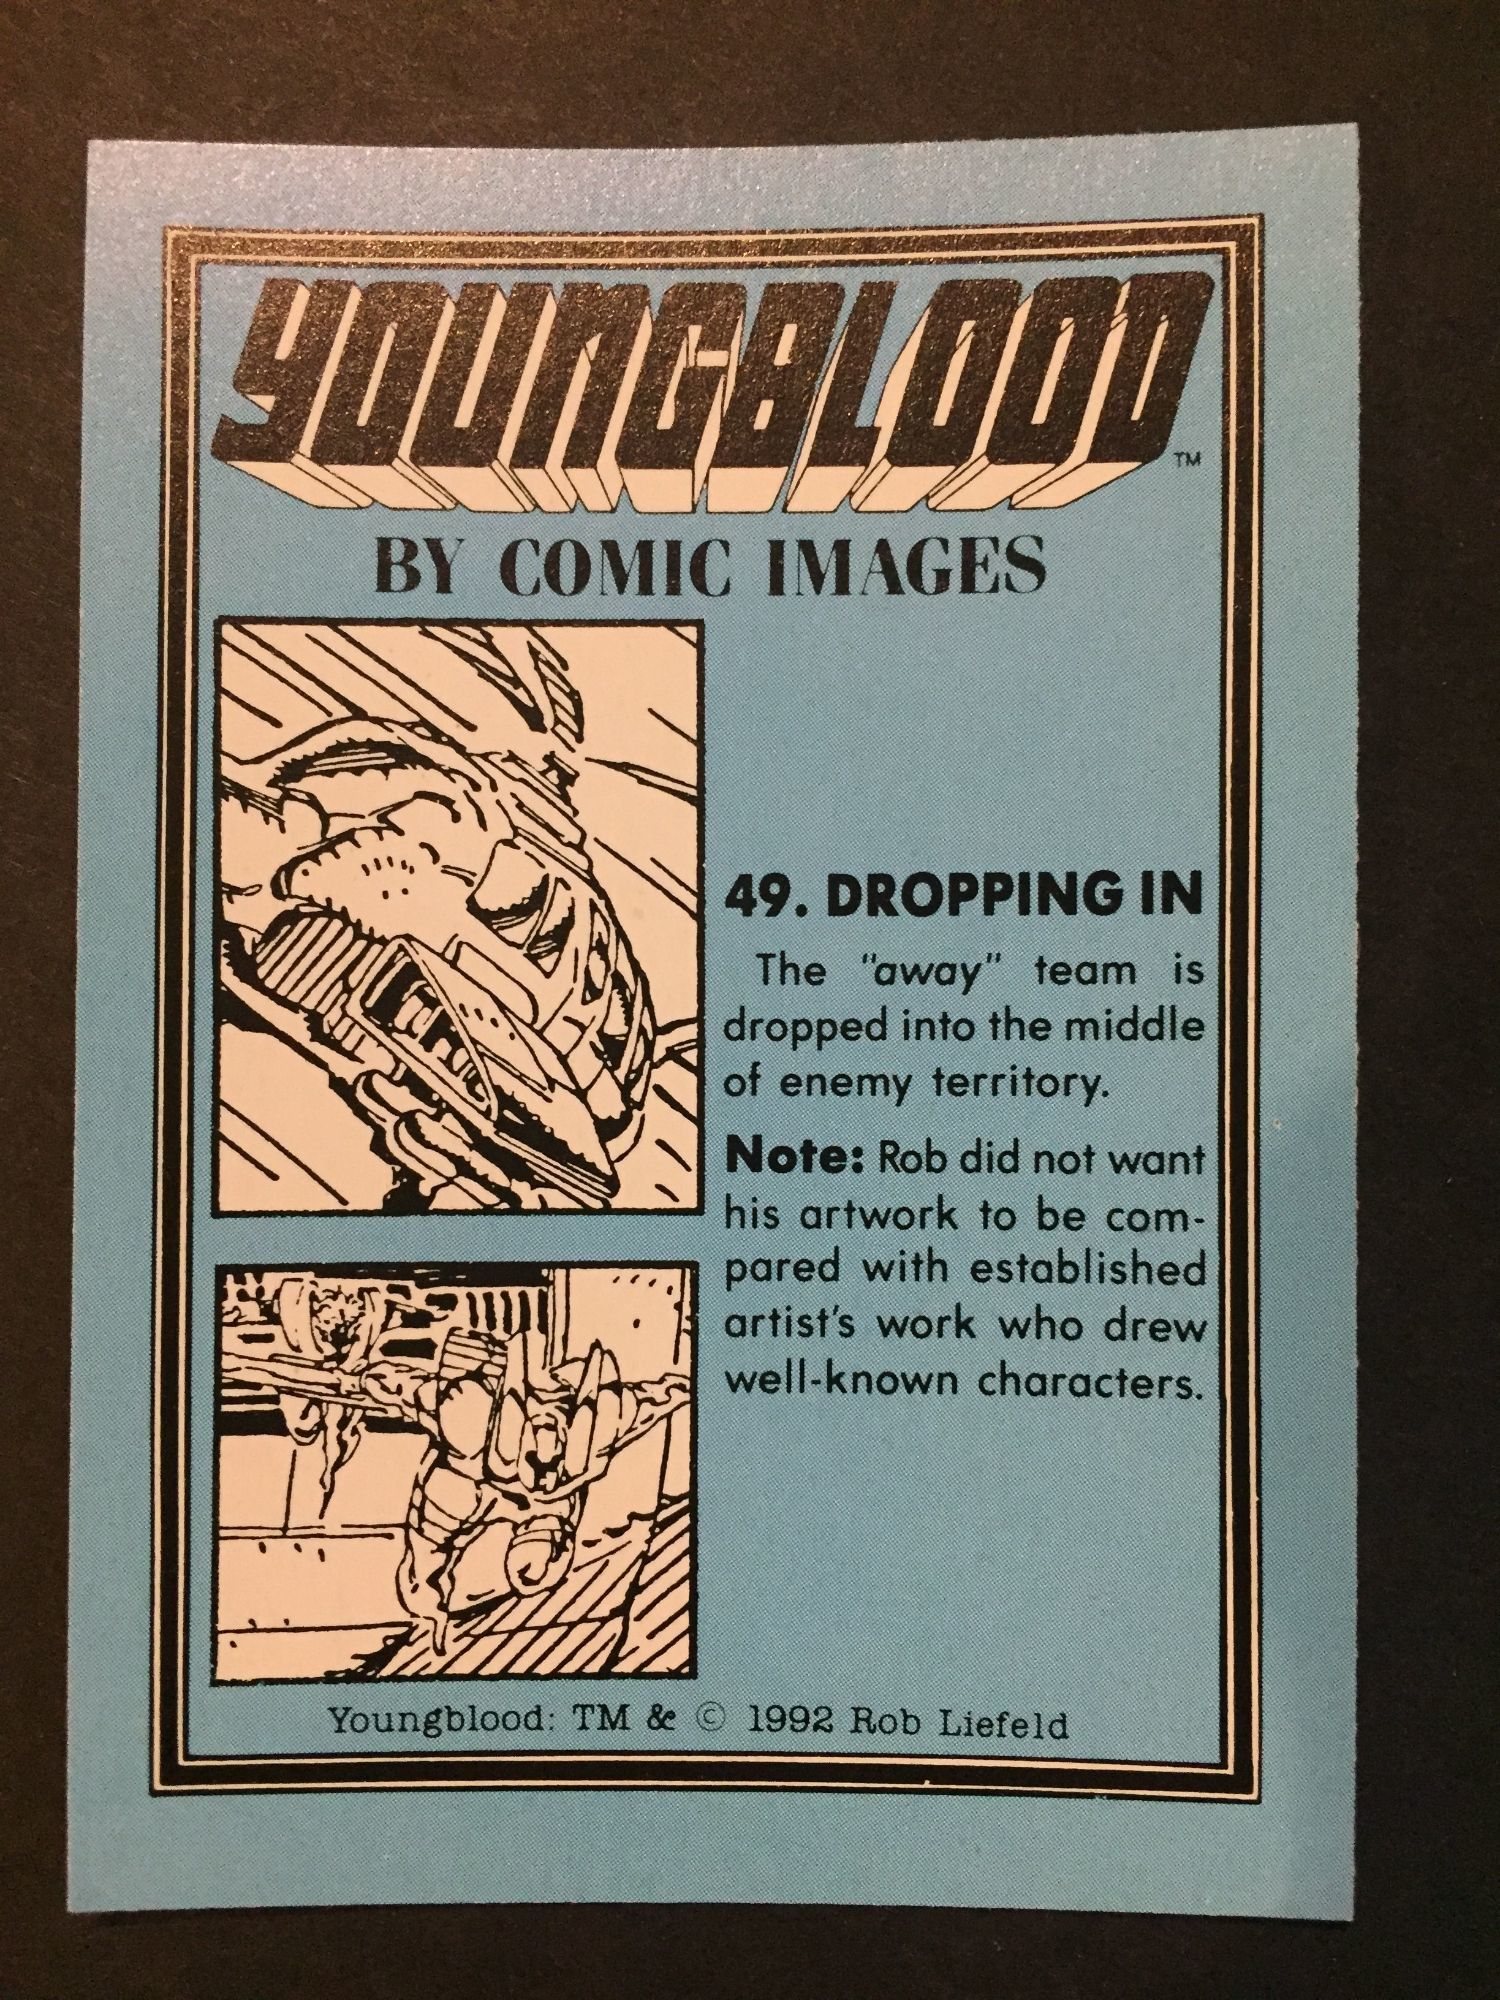 YOUNGBLOOD TM
BY COMIC IMAGES
49. DROPPING IN
The "away" team is
dropped into the middle
of enemy territory.
Note: Rob did not want
his artwork to be com-
pared with established
artist's work who drew
well-known characters.
Youngblood: TM & © 1992 Rob Liefeld